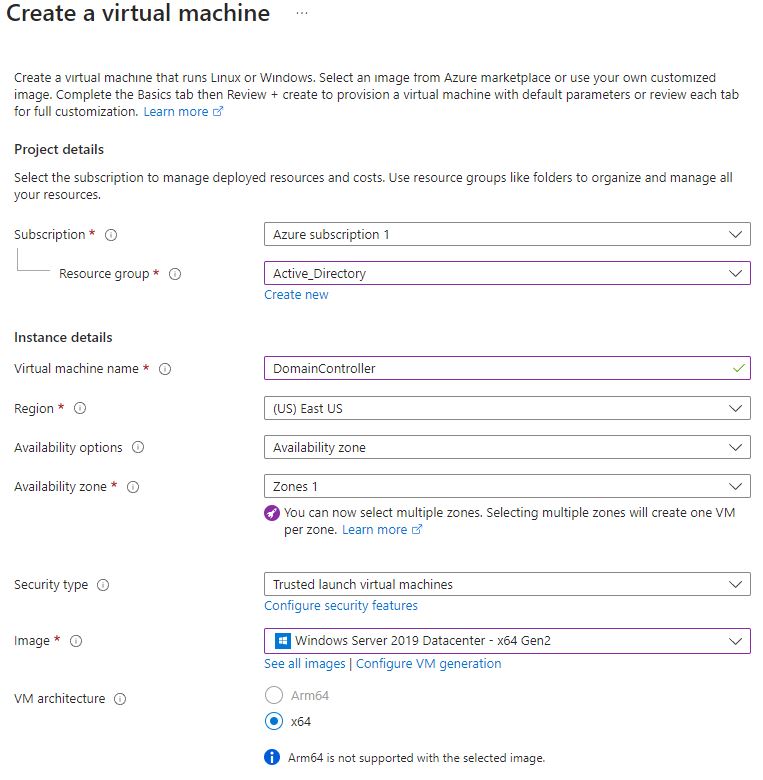 Create a virtual machine ...
Create a virtual machine that runs Linux or Windows. Select an image from Azure marketplace or use your own customized
image. Complete the Basics tab then Review + create to provision a virtual machine with default parameters or review each tab
for full customization. Learn more
Project details
Select the subscription to manage deployed resources and costs. Use resource groups like folders to organize and manage all
your resources.
Subscription * Azure subscription 1
Resource group * Active_Directory
Create new
Instance details
Virtual machine name * DomainController
Region * (US) East US
Availability options Availability zone
Availability zone * Zones 1
You can now select multiple zones. Selecting multiple zones will create one VM
per zone. Learn more
Security type Trusted launch virtual machines
Configure security features
Image * Windows Server 2019 Datacenter - x64 Gen2
See all images | Configure VM generation
VM architecture Arm64
x64
Arm64 is not supported with the selected image.